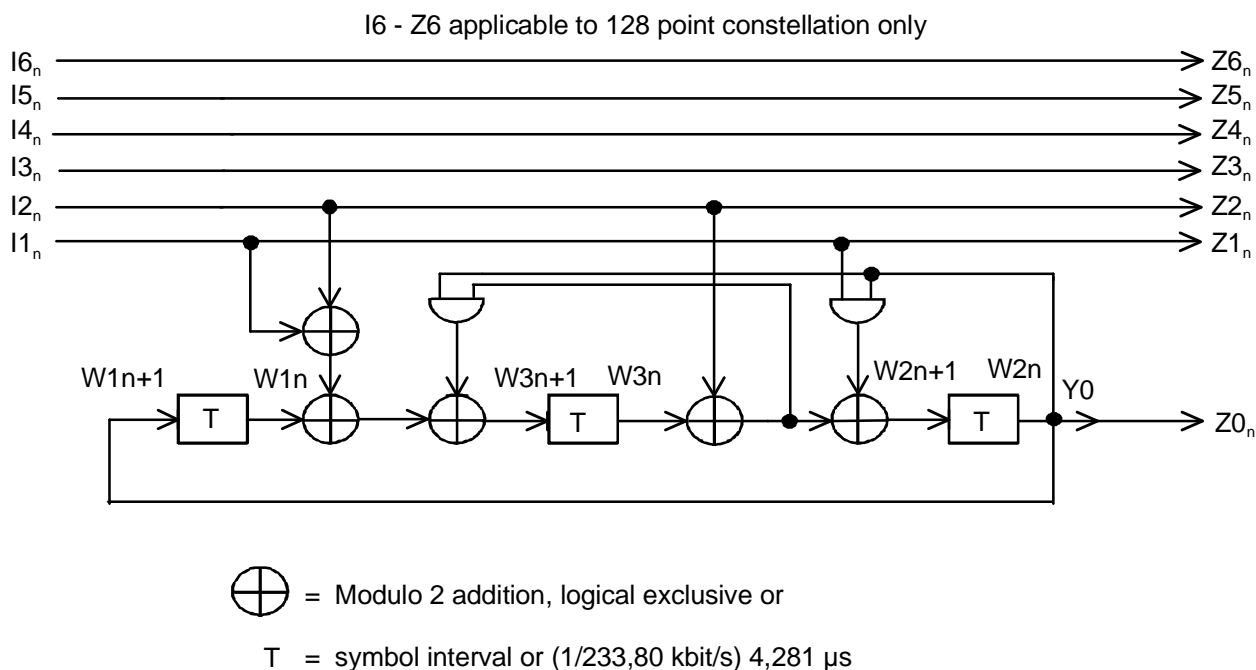 I6 - Z6 applicable to 128 point constellation only
I6n Z6n
I5n Z5n
I4n Z4n
I3n Z3n
I2n Z2n
I1n Z1n
W1n+1 W1n W3n+1 W3n W2n+1 W2n Y0
T T T Z0n
= Modulo 2 addition, logical exclusive or
T = symbol interval or (1/233,80 kbit/s) 4,281 μs